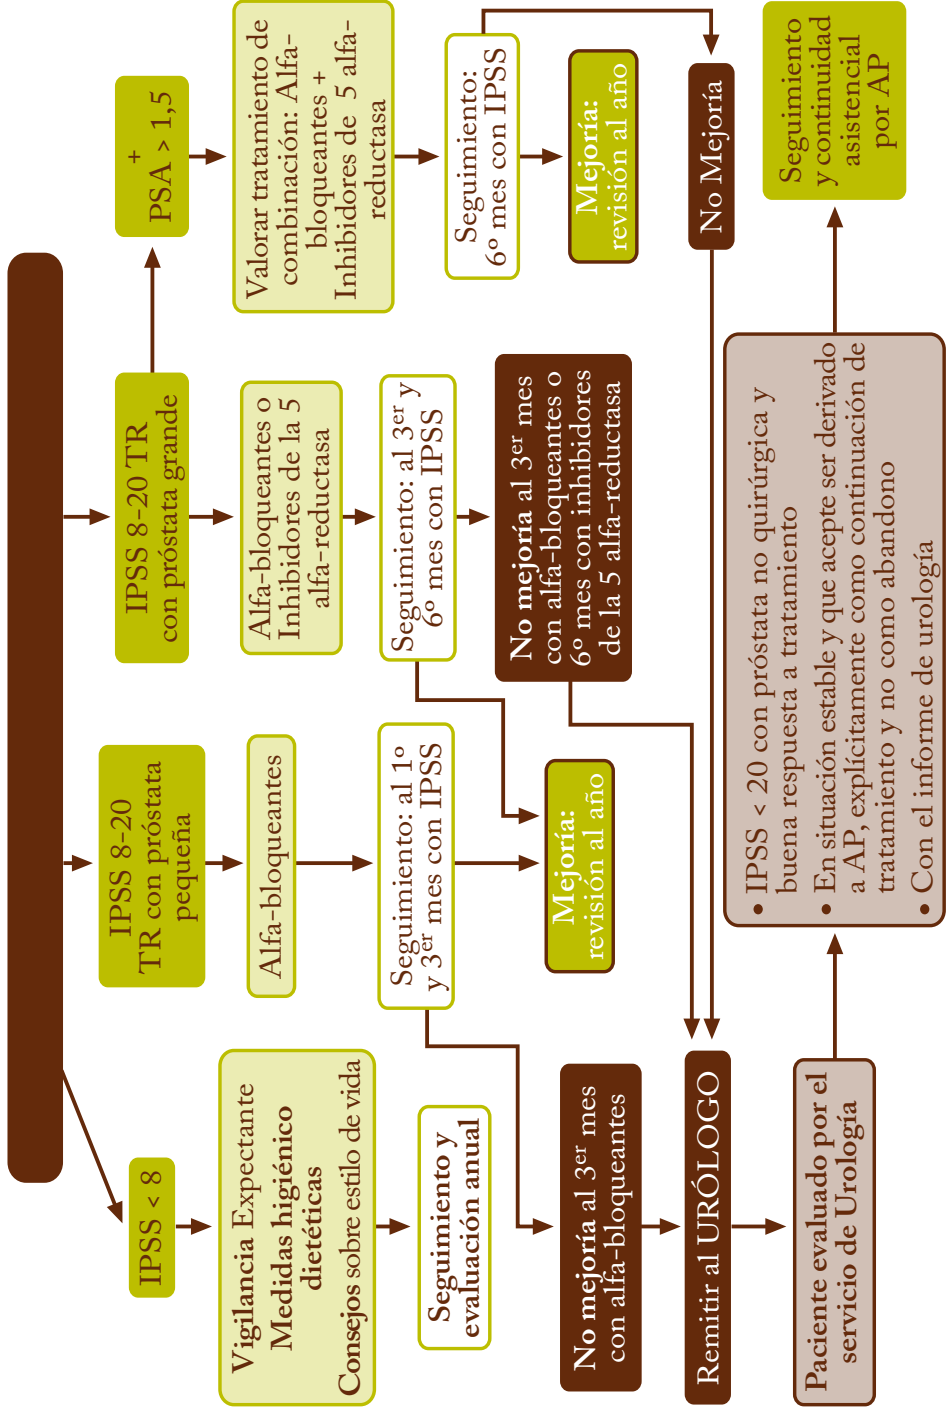 IPSS < 8
Vigilancia Expectante
Medidas higiénico
dietéticas
Consejos sobre estilo de vida
Seguimiento y
evaluación anual
IPSS 8-20
TR con próstata
pequeña
Alfa-bloqueantes
Seguimiento: al 1º
y 3er mes con IPSS
No mejoría al 3er mes
con alfa-bloqueantes
Mejoría:
revisión al año
IPSS 8-20 TR
con próstata grande
Alfa-bloqueantes o
Inhibidores de la 5
alfa-reductasa
Seguimiento: al 3er y
6º mes con IPSS
No mejoría al 3er mes
con alfa-bloqueantes o
6º mes con inhibidores
de la 5 alfa-reductasa
+
PSA > 1,5
Valorar tratamiento de
combinación: Alfa-
bloqueantes +
Inhibidores de 5 alfa-
reductasa
Seguimiento:
6º mes con IPSS
Mejoría:
revisión al año
No Mejoría
Remitir al URÓLOGO
Paciente evaluado por el
servicio de Urología
• IPSS < 20 con próstata no quirúrgica y
buena respuesta a tratamiento
• En situación estable y que acepte ser derivado
a AP, explícitamente como continuación de
tratamiento y no como abandono
• Con el informe de urología
Seguimiento
y continuidad
asistencial
por AP